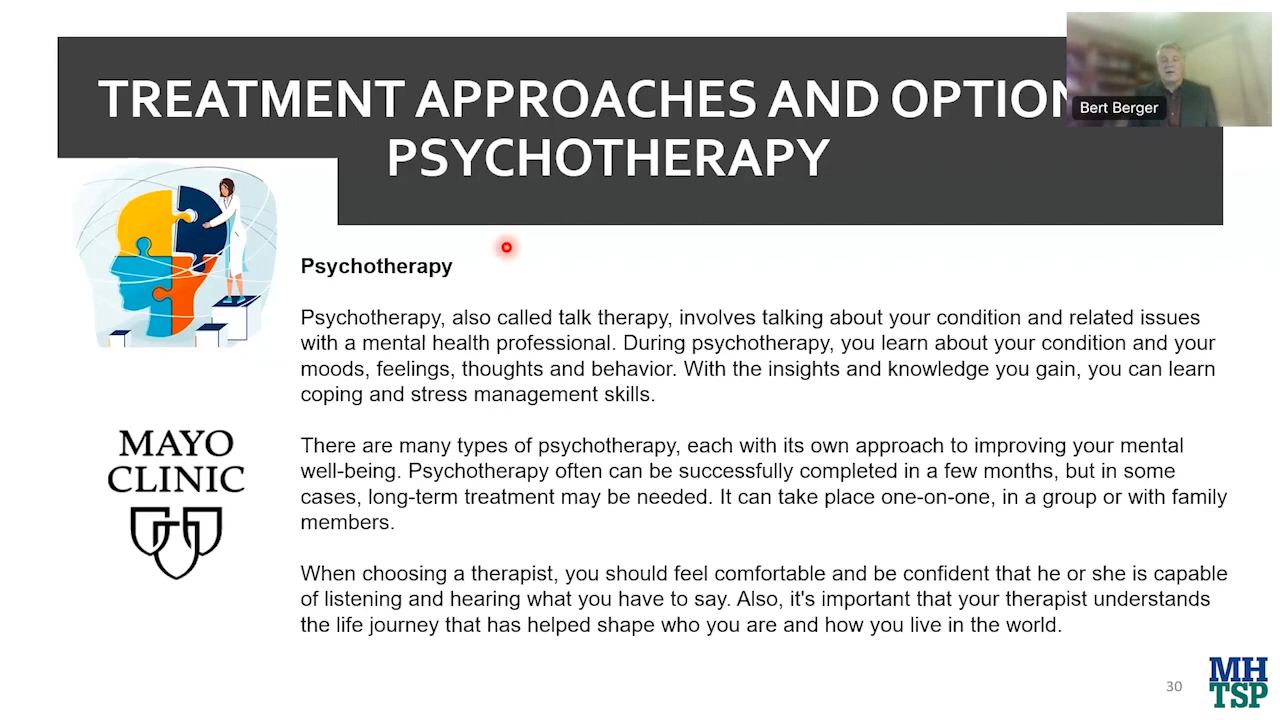 TREATMENT APPROACHES AND OPTION
PSYCHOTHERAPY
Bert Berger
Psychotherapy
Psychotherapy, also called talk therapy, involves talking about your condition and related issues
with a mental health professional. During psychotherapy, you learn about your condition and your
moods, feelings, thoughts and behavior. With the insights and knowledge you gain, you can learn
coping and stress management skills.
MAYO
CLINIC
There are many types of psychotherapy, each with its own approach to improving your mental
well-being. Psychotherapy often can be successfully completed in a few months, but in some
cases, long-term treatment may be needed. It can take place one-on-one, in a group or with family
members.
When choosing a therapist, you should feel comfortable and be confident that he or she is capable
of listening and hearing what you have to say. Also, it's important that your therapist understands
the life journey that has helped shape who you are and how you live in the world.
30
MH
TSP